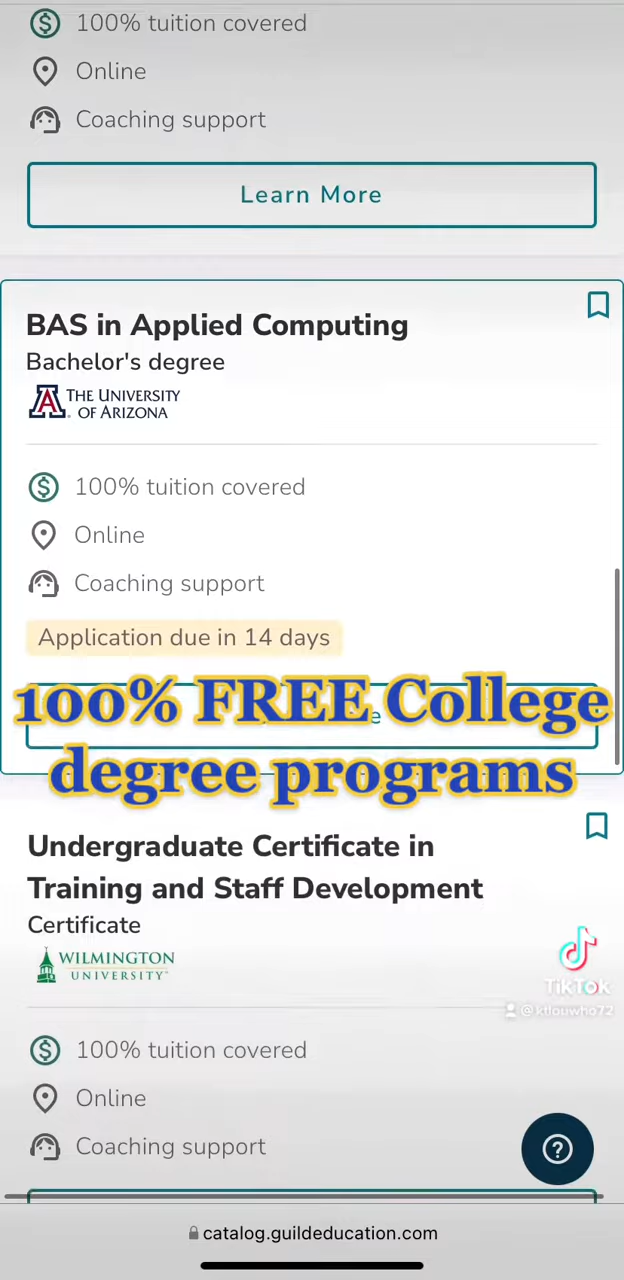 100% tuition covered
Online
Coaching support
Learn More
BAS in Applied Computing
Bachelor's degree
THE UNIVERSITY
OF ARIZONA
100% tuition covered
Online
Coaching support
Application due in 14 days
100% FREE College
degree programs
Undergraduate Certificate in
Training and Staff Development
Certificate
WILMINGTON
UNIVERSITY
100% tuition covered
Online
Coaching support
TikTok
@ktlouwho72
catalog.guildeducation.com